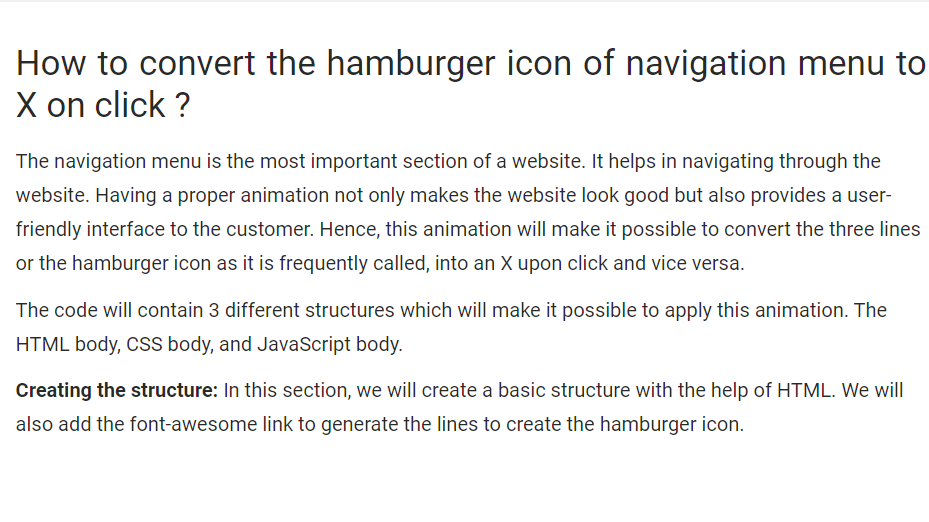 How to convert the hamburger icon of navigation menu to
X on click ?
The navigation menu is the most important section of a website. It helps in navigating through the
website. Having a proper animation not only makes the website look good but also provides a user-
friendly interface to the customer. Hence, this animation will make it possible to convert the three lines
or the hamburger icon as it is frequently called, into an X upon click and vice versa.
The code will contain 3 different structures which will make it possible to apply this animation. The
HTML body, CSS body, and JavaScript body.
Creating the structure: In this section, we will create a basic structure with the help of HTML. We will
also add the font-awesome link to generate the lines to create the hamburger icon.